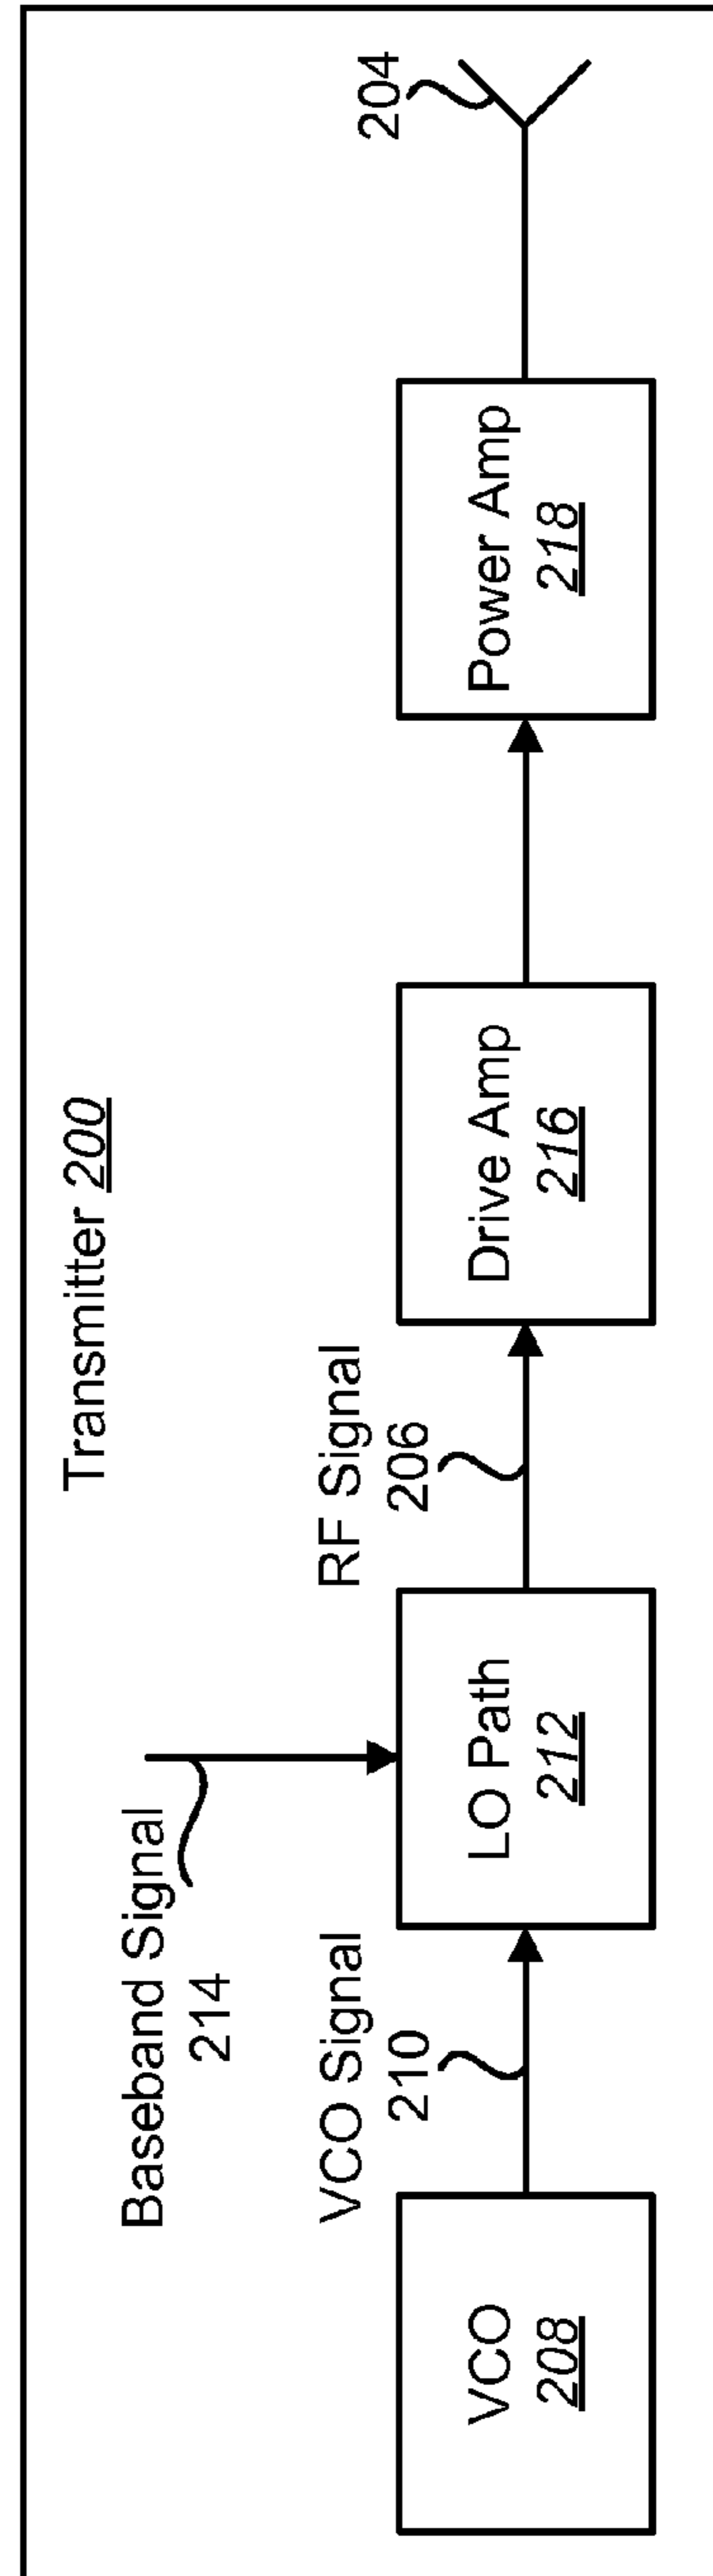 Transmitter 200
Baseband Signal
214
VCO Signal
210
RF Signal
206
204
VCO
208
LO Path
212
Drive Amp
216
Power Amp
218